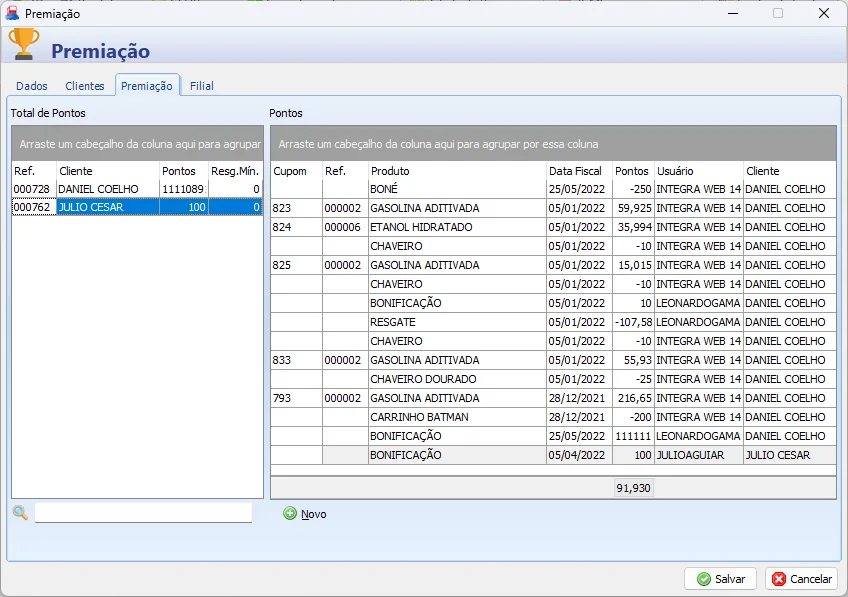 Premiação
Premiação
Dados Clientes Premiação Filial
Total de Pontos
Arraste um cabeçalho da coluna aqui para agrupar
Ref. Cliente Pontos Resg.Mín.
000728 DANIEL COELHO 1111089 0
000762 JULIO CESAR 100 0
Pontos
Arraste um cabeçalho da coluna aqui para agrupar por essa coluna
Cupom Ref. Produto Data Fiscal Pontos Usuário Cliente
BONÉ 25/05/2022 -250 INTEGRA WEB 14 DANIEL COELHO
823 000002 GASOLINA ADITIVADA 05/01/2022 59,925 INTEGRA WEB 14 DANIEL COELHO
824 000006 ETANOL HIDRATADO 05/01/2022 35,994 INTEGRA WEB 14 DANIEL COELHO
CHAVEIRO 05/01/2022 -10 INTEGRA WEB 14 DANIEL COELHO
825 000002 GASOLINA ADITIVADA 05/01/2022 15,015 INTEGRA WEB 14 DANIEL COELHO
CHAVEIRO 05/01/2022 -10 INTEGRA WEB 14 DANIEL COELHO
BONIFICAÇÃO 05/01/2022 10 LEONARDOGAMA DANIEL COELHO
RESGATE 05/01/2022 -107,58 LEONARDOGAMA DANIEL COELHO
CHAVEIRO 05/01/2022 -10 INTEGRA WEB 14 DANIEL COELHO
833 000002 GASOLINA ADITIVADA 05/01/2022 55,93 INTEGRA WEB 14 DANIEL COELHO
CHAVEIRO DOURADO 05/01/2022 -25 INTEGRA WEB 14 DANIEL COELHO
793 000002 GASOLINA ADITIVADA 28/12/2021 216,65 INTEGRA WEB 14 DANIEL COELHO
CARRINHO BATMAN 28/12/2021 -200 INTEGRA WEB 14 DANIEL COELHO
BONIFICAÇÃO 25/05/2022 111111 LEONARDOGAMA DANIEL COELHO
BONIFICAÇÃO 05/04/2022 100 JULIOAGUIAR JULIO CESAR
91,930
Novo
Salvar Cancelar